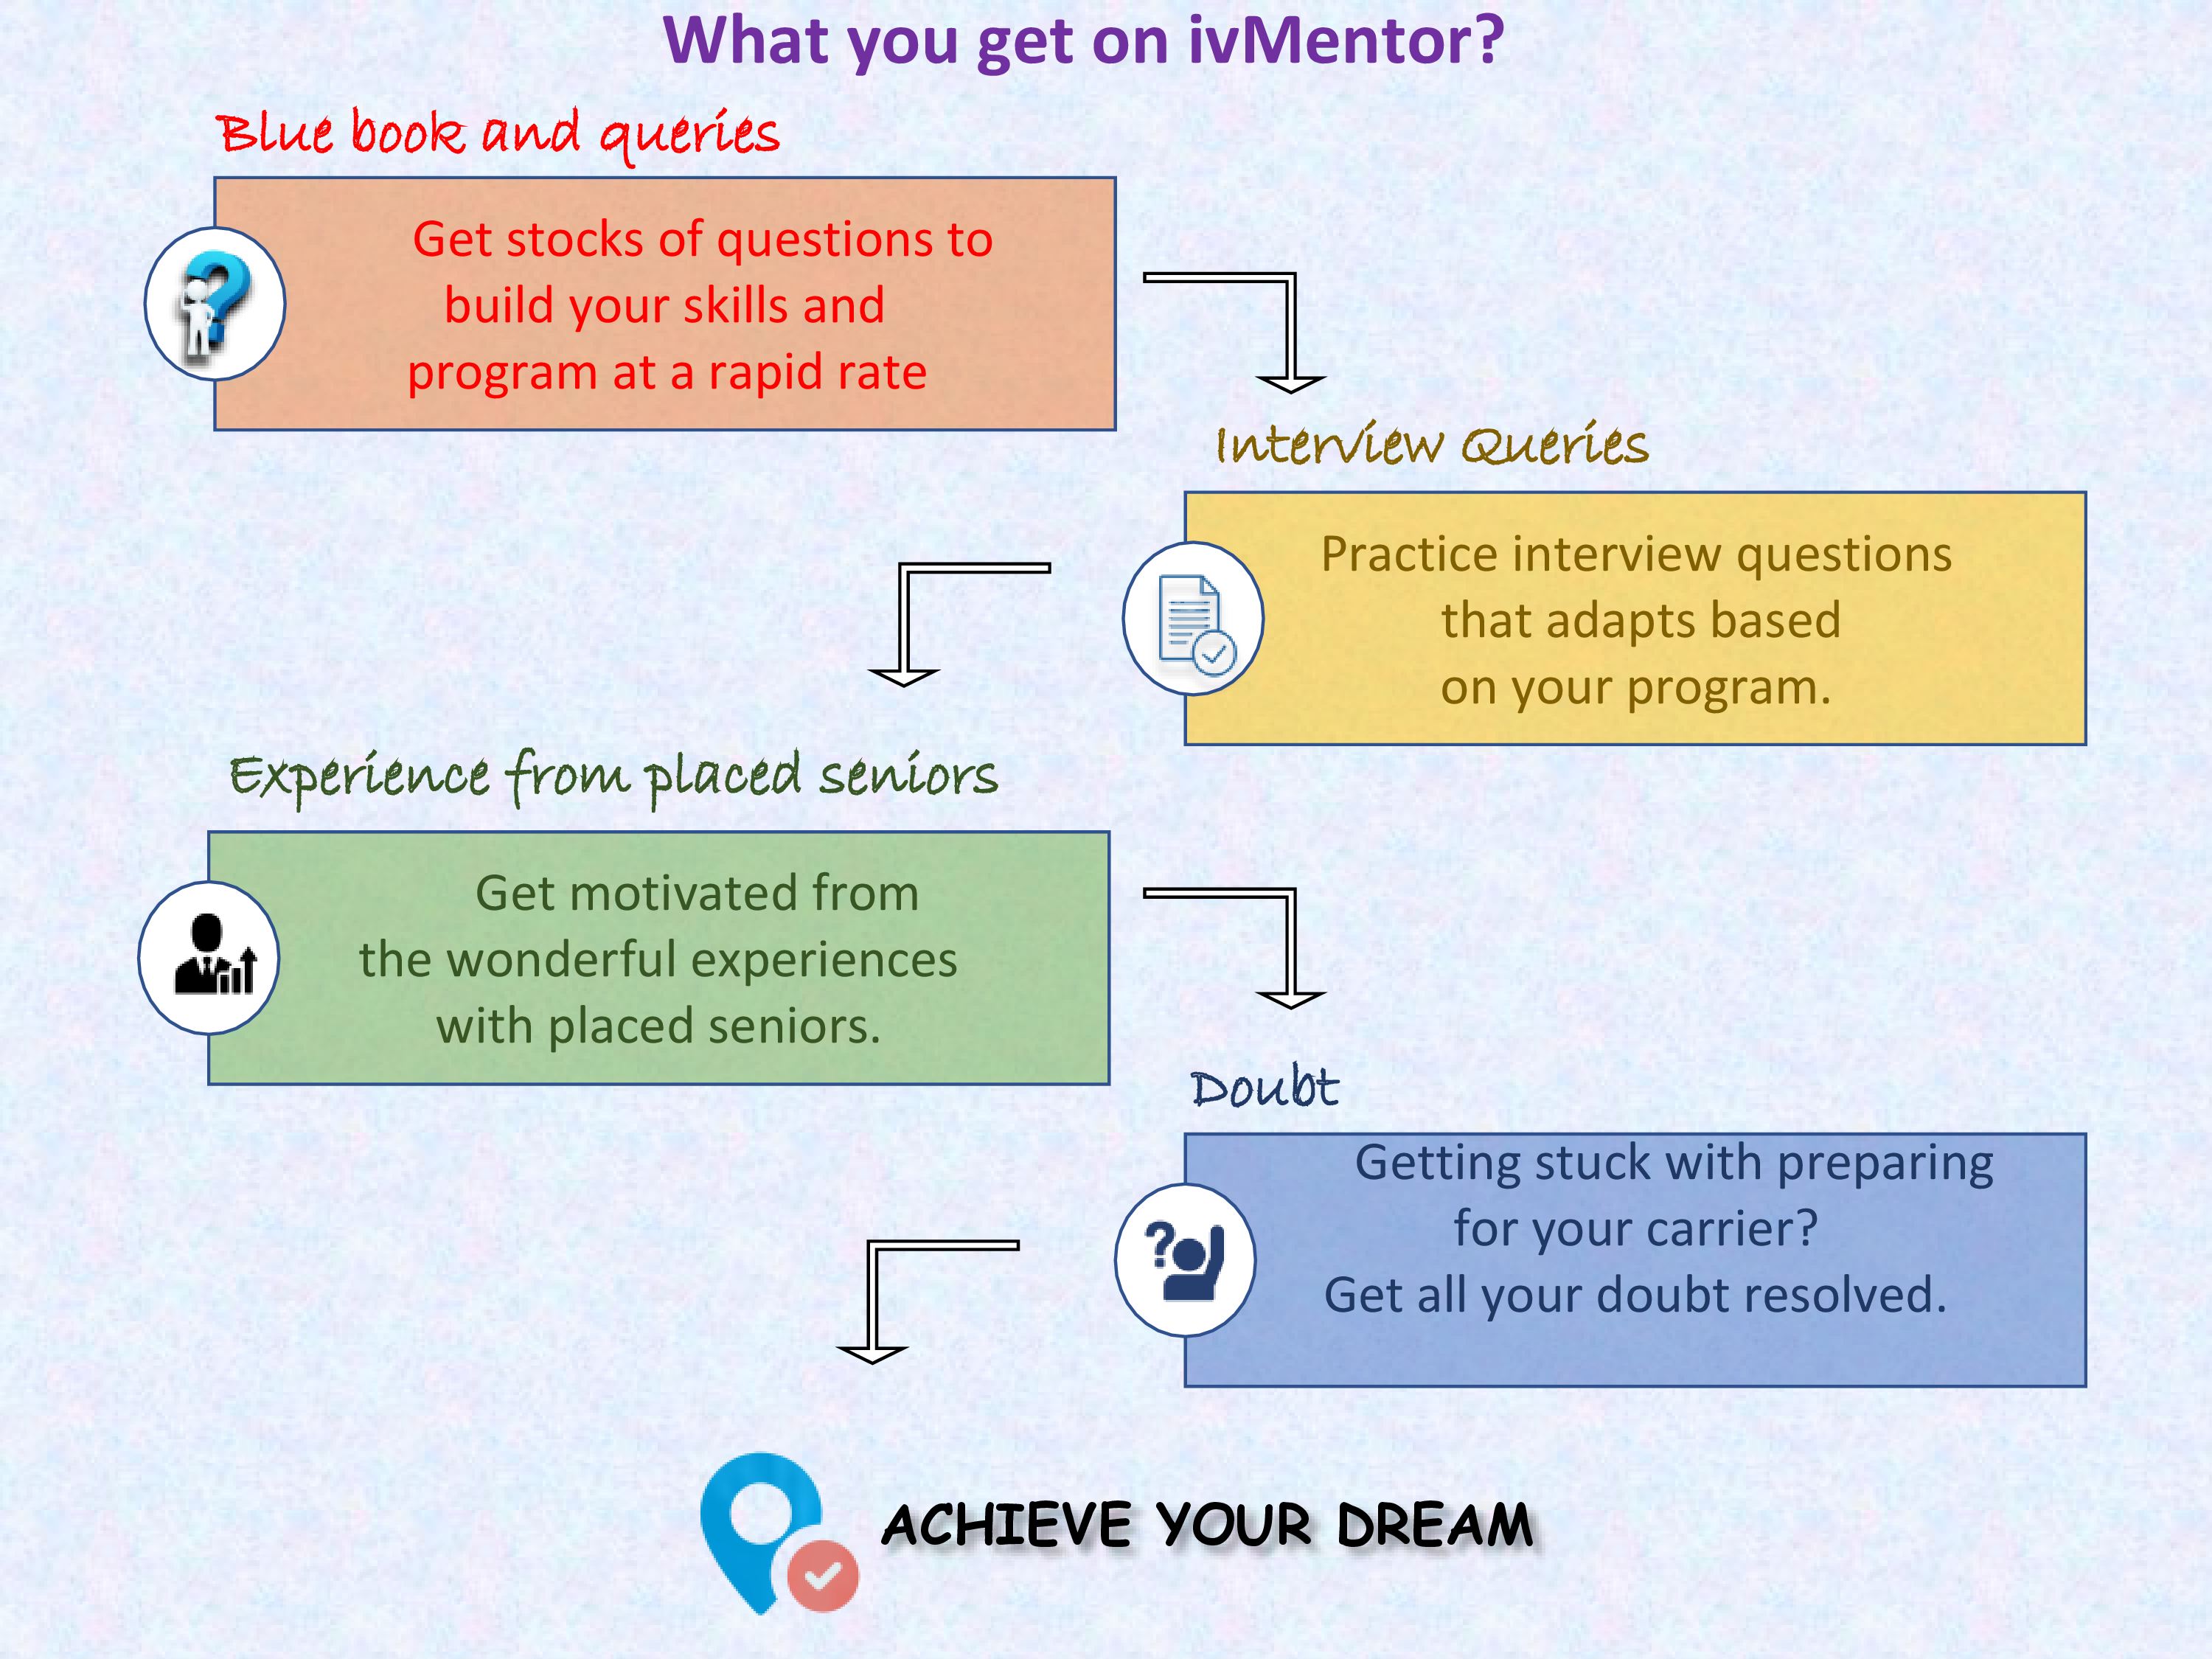 What you get on ivMentor?
Blue book and queries
Get stocks of questions to
build your skills and
program at a rapid rate
Interview Queries
Practice interview questions
that adapts based
on your program.
Experience from placed seniors
Get motivated from
the wonderful experiences
with placed seniors.
Doubt
Getting stuck with preparing
for your carrier?
Get all your doubt resolved.
ACHIEVE YOUR DREAM